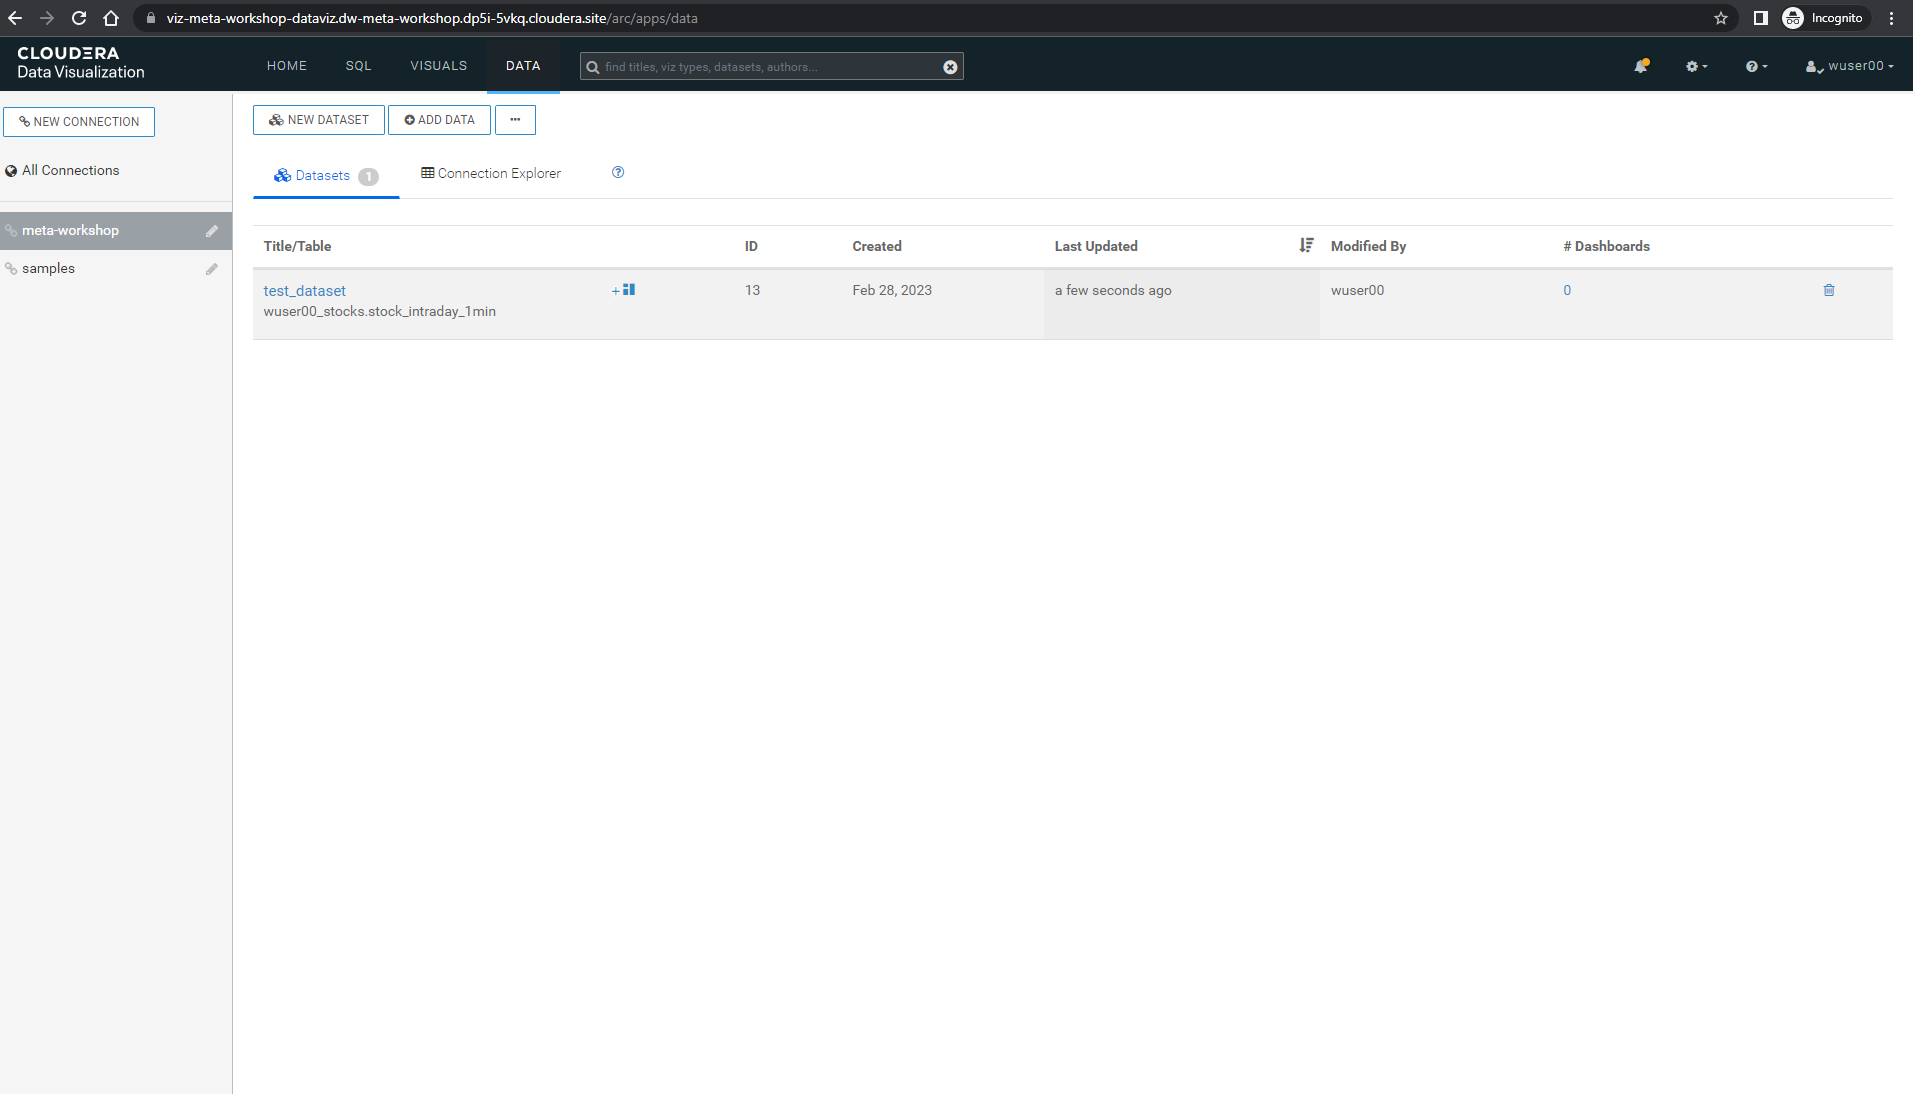 viz-meta-workshop-dataviz.dw-meta-workshop.dp5i-5vkq.cloudera.site/arc/apps/data
Incognito
CLOUDERA
Data Visualization
HOME
SQL
VISUALS
DATA
find titles, viz types, datasets, authors...
wuser00
NEW CONNECTION
All Connections
meta-workshop
samples
NEW DATASET
ADD DATA
...
Datasets 1
Connection Explorer
?
Title/Table ID Created Last Updated Modified By # Dashboards
test_dataset + 13 Feb 28, 2023 a few seconds ago wuser00 0
wuser00_stocks.stock_intraday_1min